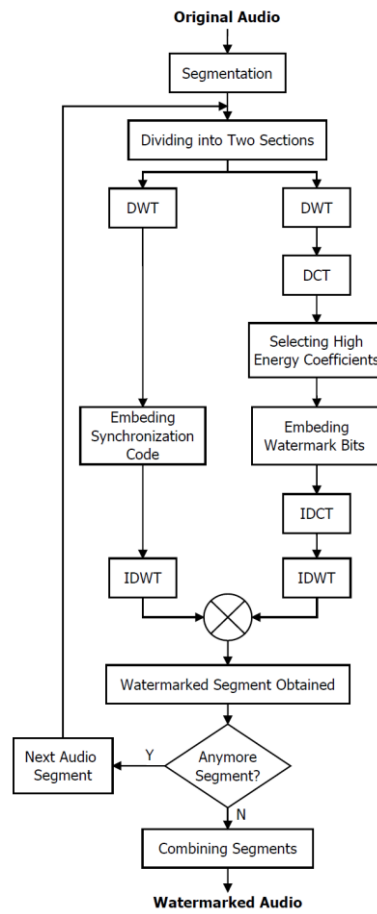 Original Audio
Segmentation
Dividing into Two Sections
DWT
DWT
DCT
Selecting High
Energy Coefficients
Embeding
Synchronization
Code
Embeding
Watermark Bits
IDCT
IDWT
IDWT
Watermarked Segment Obtained
Next Audio
Segment
Y
Anymore
Segment?
N
Combining Segments
Watermarked Audio